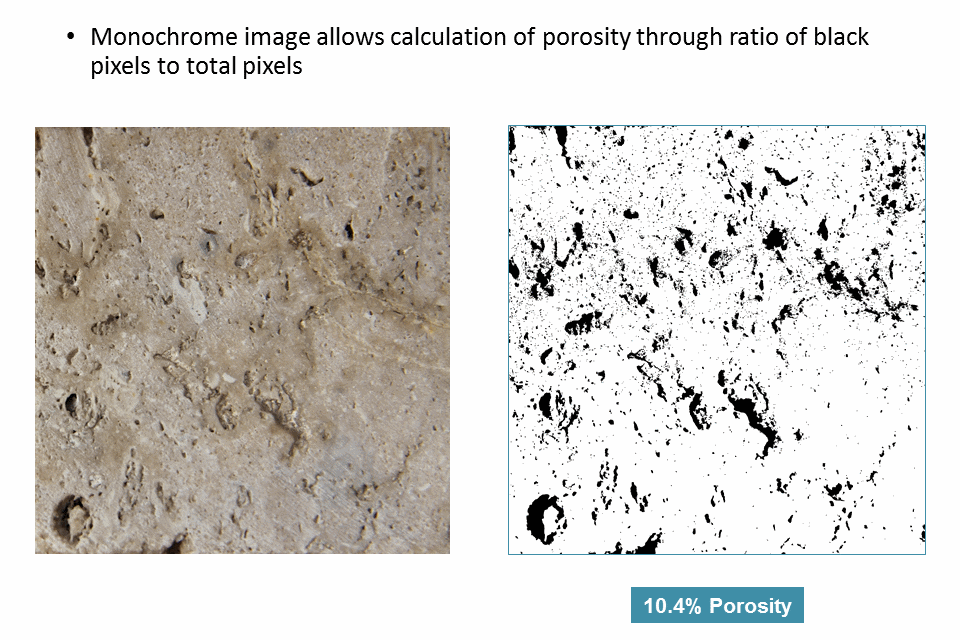 • Monochrome image allows calculation of porosity through ratio of black
pixels to total pixels
10.4% Porosity